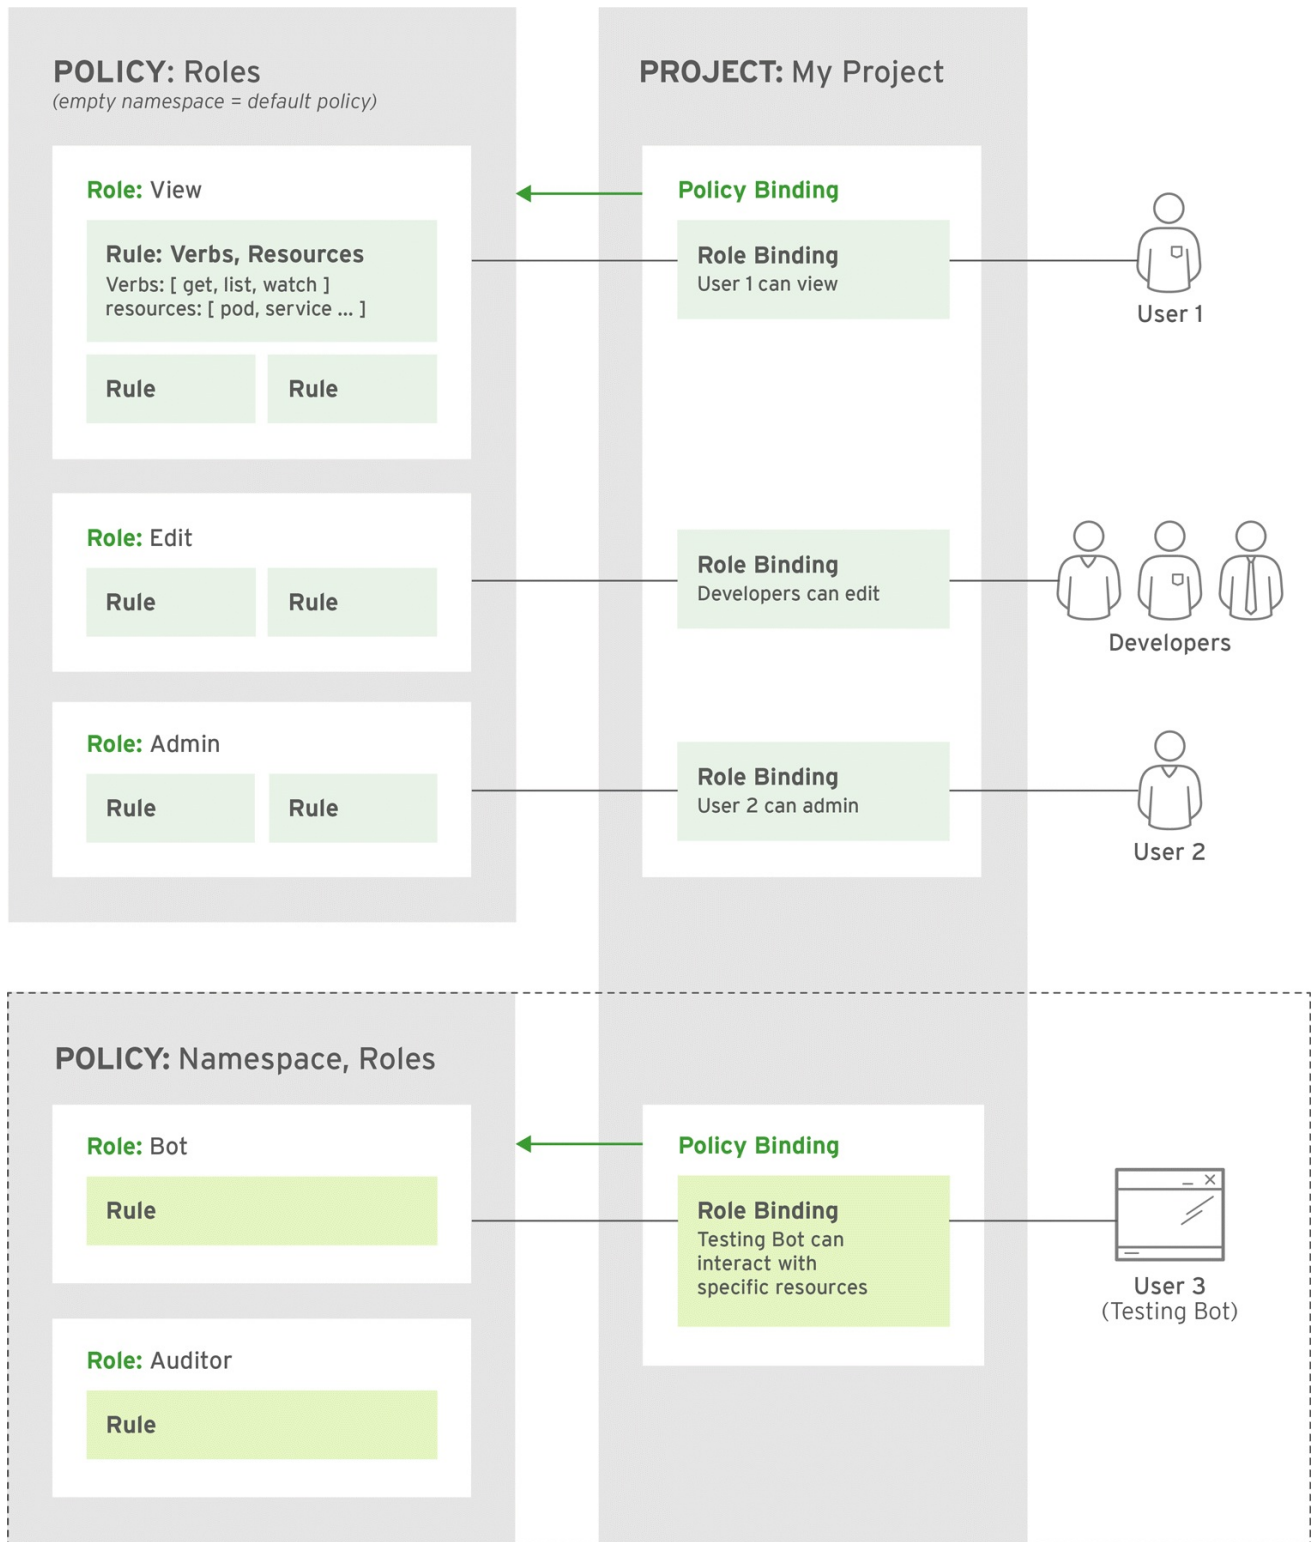 POLICY: Roles
(empty namespace = default policy)
Role: View
Rule: Verbs, Resources
Verbs: [ get, list, watch ]
resources: [ pod, service ... ]
Rule
Rule
Role: Edit
Rule
Rule
Role: Admin
Rule
Rule
PROJECT: My Project
Policy Binding
Role Binding
User 1 can view
Role Binding
Developers can edit
Role Binding
User 2 can admin
User 1
Developers
User 2
POLICY: Namespace, Roles
Role: Bot
Rule
Role: Auditor
Rule
Policy Binding
Role Binding
Testing Bot can
interact with
specific resources
User 3
(Testing Bot)